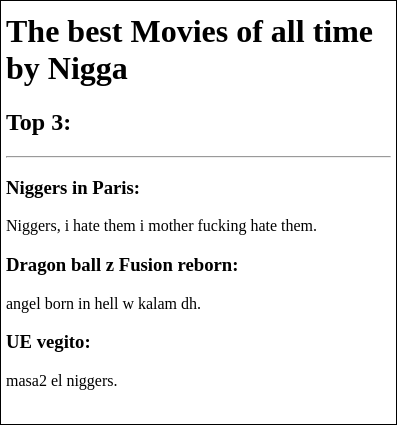 The best Movies of all time
by Nigga
Top 3:
Niggers in Paris:
Niggers, i hate them i mother fucking hate them.
Dragon ball z Fusion reborn:
angel born in hell w kalam dh.
UE vegito:
masa2 el niggers.